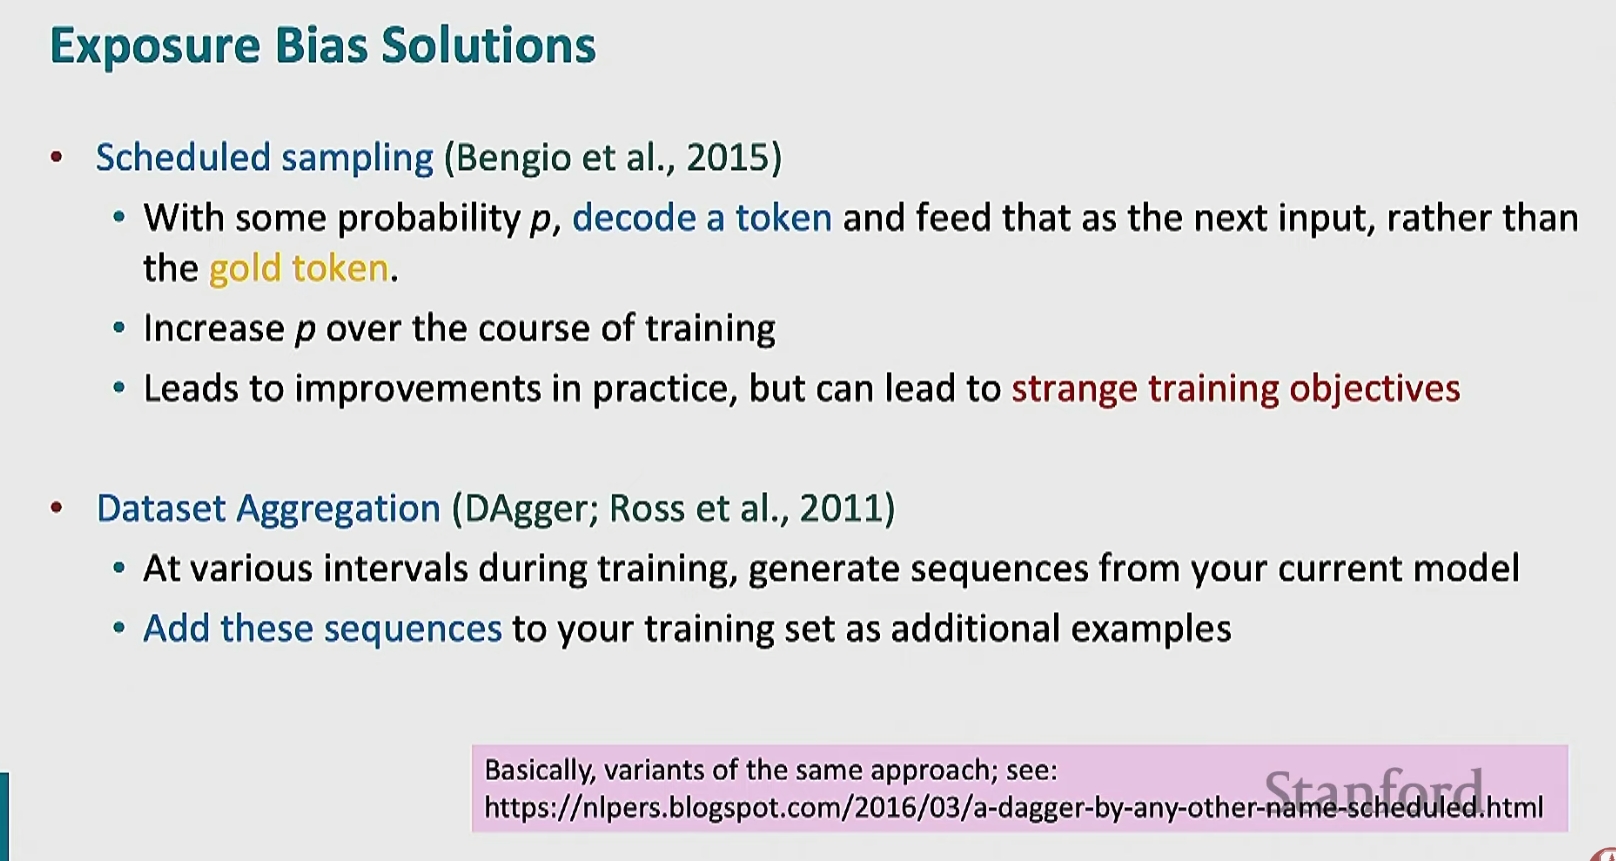 Exposure Bias Solutions
• Scheduled sampling (Bengio et al., 2015)
• With some probability p, decode a token and feed that as the next input, rather than
the gold token.
• Increase p over the course of training
• Leads to improvements in practice, but can lead to strange training objectives
• Dataset Aggregation (DAgger; Ross et al., 2011)
• At various intervals during training, generate sequences from your current model
• Add these sequences to your training set as additional examples
Basically, variants of the same approach; see:
https://nlpers.blogspot.com/2016/03/a-dagger-by-any-other-name-scheduled.html
Stanford